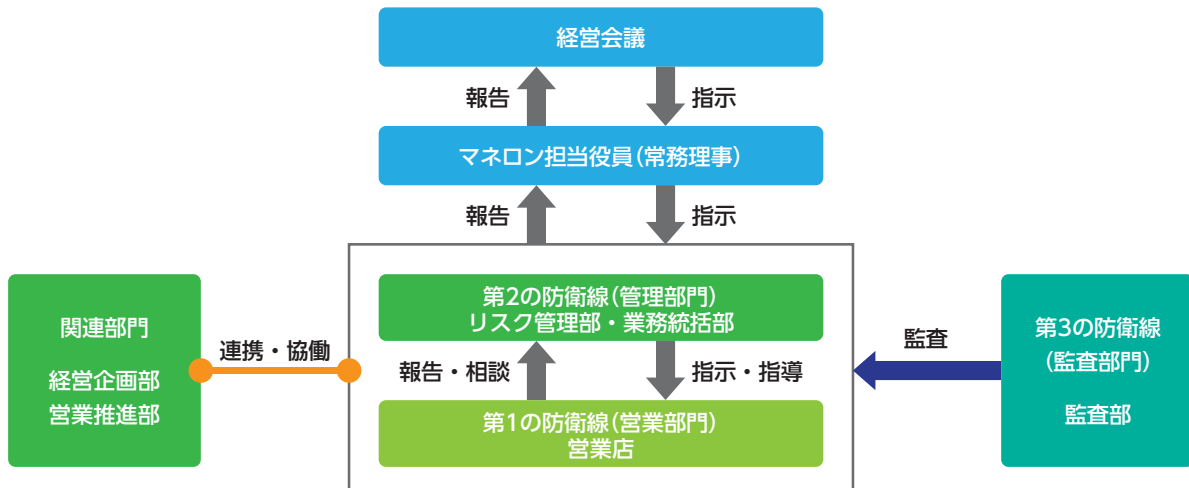 経営会議
報告
指示
マネロン担当役員(常務理事)
報告
指示
関連部門
経営企画部
営業推進部
連携・協働
第2の防衛線(管理部門)
リスク管理部・業務統括部
報告・相談
指示・指導
第1の防衛線(営業部門)
営業店
監査
第3の防衛線
(監査部門)
監査部